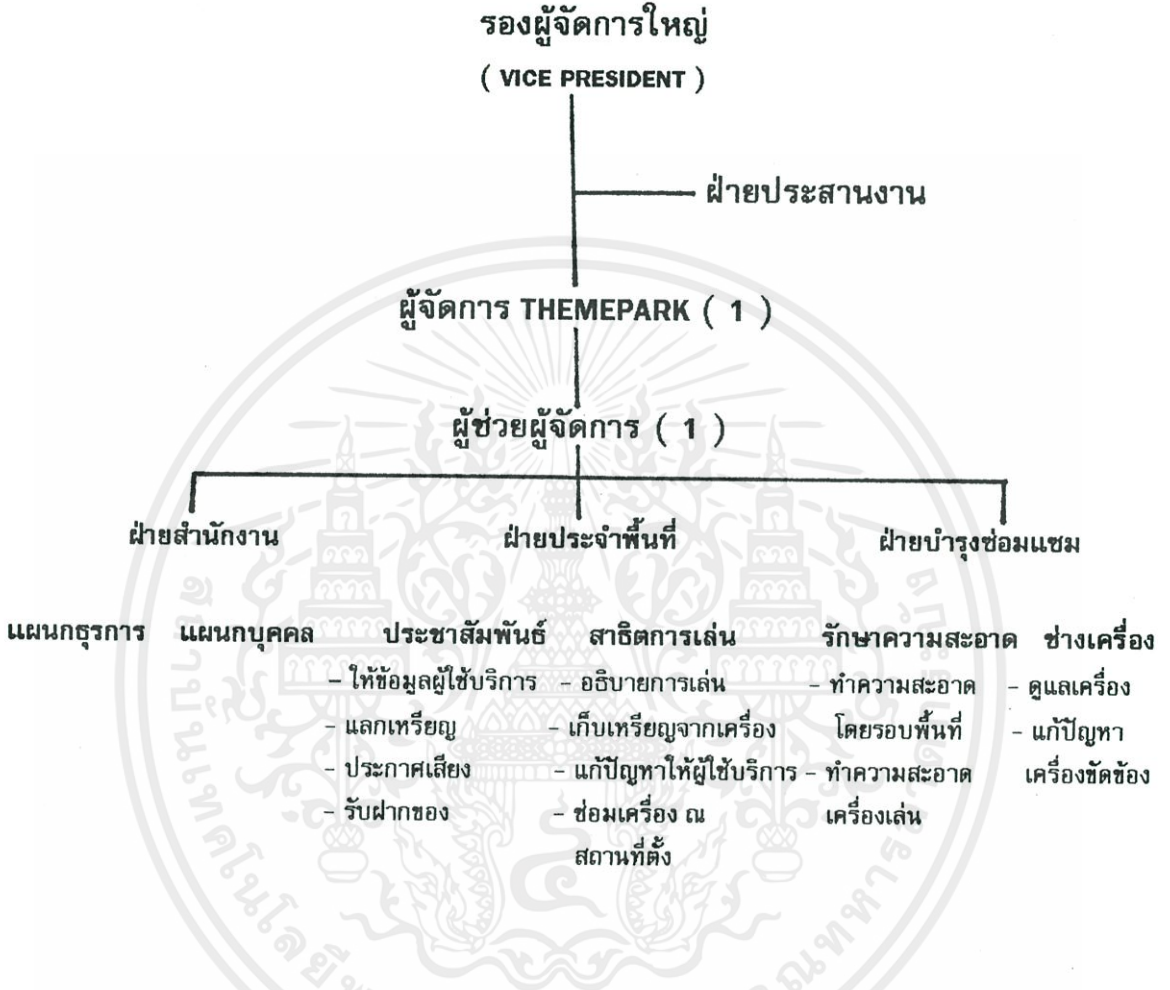 รองผู้จัดการใหญ่
( VICE PRESIDENT )
ฝ่ายประสานงาน
ผู้จัดการ THEMEPARK ( 1 )
ผู้ช่วยผู้จัดการ ( 1 )
ฝ่ายสำนักงาน ฝ่ายประจำพื้นที่ ฝ่ายบำรุงซ่อมแซม
แผนกธุรการ แผนกบุคคล ประชาสัมพันธ์ สาธิตการเล่น รักษาความสะอาด ช่างเครื่อง
- ให้ข้อมูลผู้ใช้บริการ - อธิบายการเล่น - ทำความสะอาด - ดูแลเครื่อง
- แลกเหรียญ - เก็บเหรียญจากเครื่อง โดยรอบพื้นที่ - แก้ปัญหา
- ประกาศเสียง - แก้ปัญหาให้ผู้ใช้บริการ - ทำความสะอาด เครื่องขัดข้อง
- รับฝากของ - ซ่อมเครื่อง ณ เครื่องเล่น
สถานที่ตั้ง